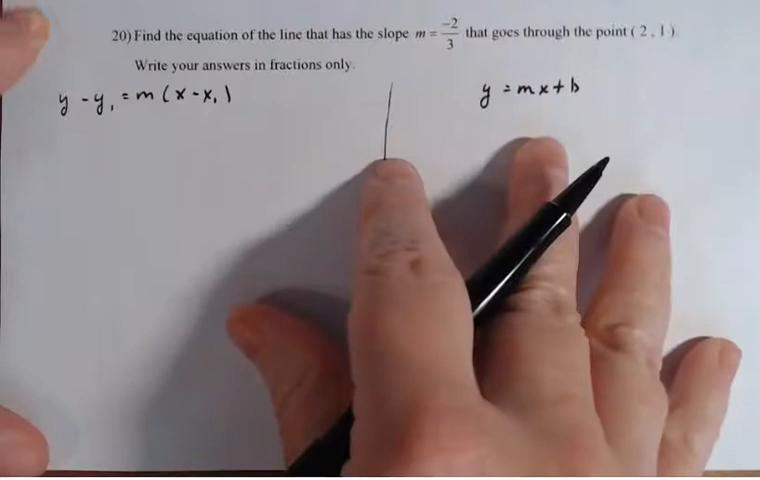 20) Find the equation of the line that has the slope m = -2/3 that goes through the point ( 2 , 1 )
Write your answers in fractions only.
y - y₁ = m ( x - x₁ )
y = mx + b